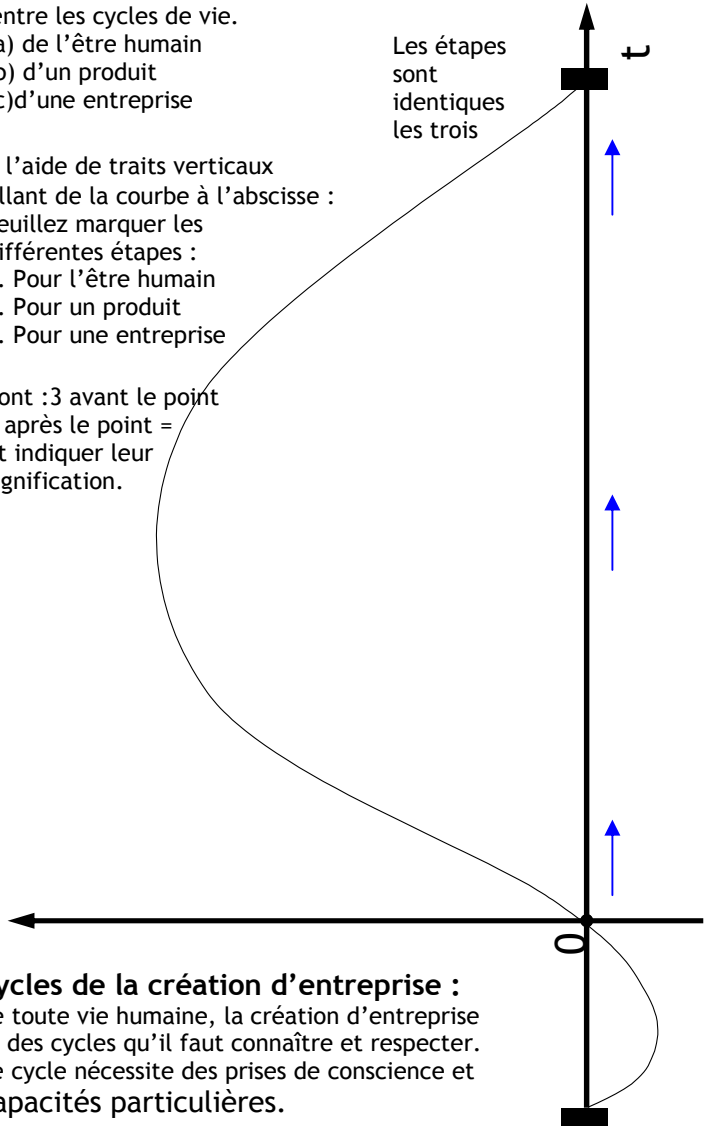 entre les cycles de vie.
a) de l’être humain
b) d’un produit
c)d’une entreprise
Les étapes
sont
identiques
les trois
t
l’aide de traits verticaux
llant de la courbe à l’abscisse :
euillez marquer les
ifférentes étapes :
. Pour l’être humain
. Pour un produit
. Pour une entreprise
ont :3 avant le point
après le point =
t indiquer leur
gnification.
0
ycles de la création d’entreprise :
e toute vie humaine, la création d’entreprise
des cycles qu’il faut connaître et respecter.
e cycle nécessite des prises de conscience et
apacités particulières.